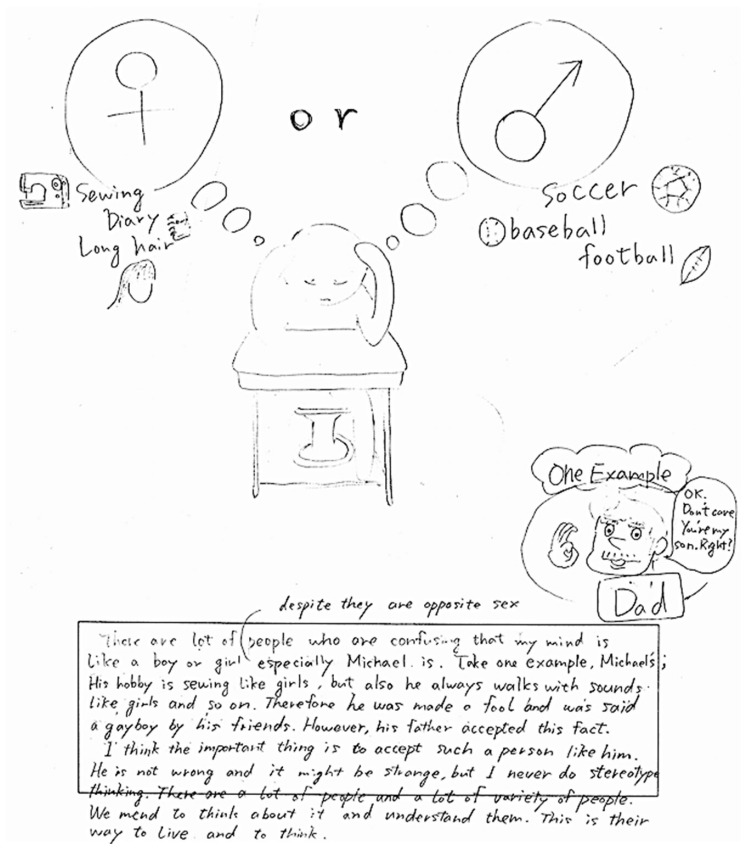 or
Sewing
Diary
Long hair
soccer
baseball
football
One Example
OK.
Don't care
You're my
son. Right?
Dad
despite they are opposite sex
There are lot of people who are confusing that my mind is
like a boy or girl especially Michael is. Take one example, Michael's;
His hobby is sewing like girls, but also he always walks with sounds
like girls and so on. Therefore he was made a fool and was said
a gayboy by his friends. However, his father accepted this fact.
I think the important thing is to accept such a person like him.
He is not wrong and it might be strange, but I never do stereotype
thinking. There are a lot of people and a lot of variety of people.
We mend to think about it and understand them. This is their
way to live and to think.